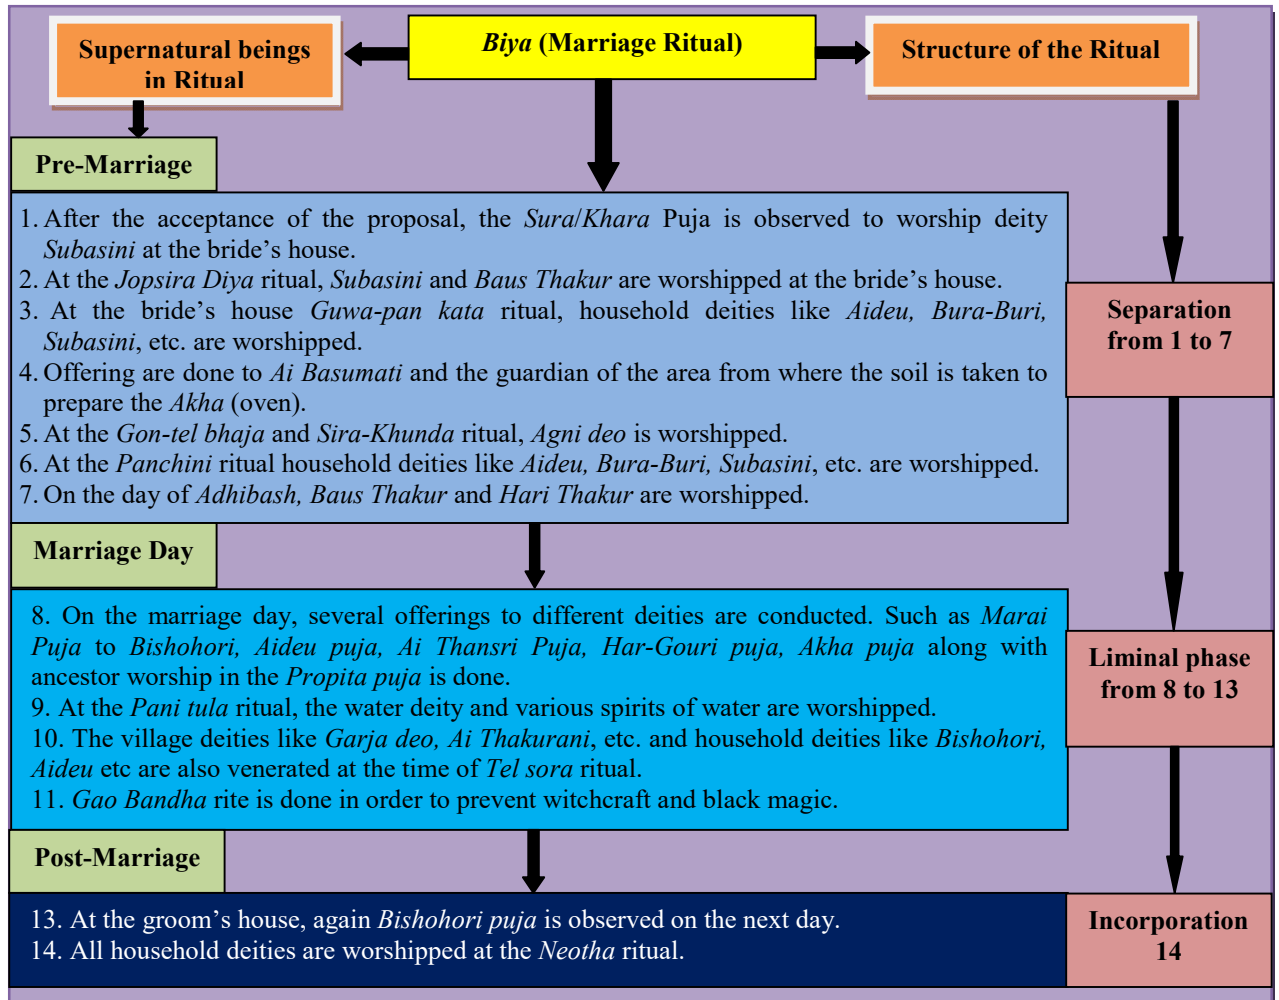 Supernatural beings
in Ritual
Biya (Marriage Ritual)
Structure of the Ritual
Pre-Marriage
1. After the acceptance of the proposal, the Sura/Khara Puja is observed to worship deity
Subasini at the bride’s house.
2. At the Jopsira Diya ritual, Subasini and Baus Thakur are worshipped at the bride’s house.
3. At the bride’s house Guwa-pan kata ritual, household deities like Aideu, Bura-Buri,
Subasini, etc. are worshipped.
4. Offering are done to Ai Basumati and the guardian of the area from where the soil is taken to
prepare the Akha (oven).
5. At the Gon-tel bhaja and Sira-Khunda ritual, Agni deo is worshipped.
6. At the Panchini ritual household deities like Aideu, Bura-Buri, Subasini, etc. are worshipped.
7. On the day of Adhibash, Baus Thakur and Hari Thakur are worshipped.
Separation
from 1 to 7
Marriage Day
8. On the marriage day, several offerings to different deities are conducted. Such as Marai
Puja to Bishohori, Aideu puja, Ai Thansri Puja, Har-Gouri puja, Akha puja along with
ancestor worship in the Propita puja is done.
9. At the Pani tula ritual, the water deity and various spirits of water are worshipped.
10. The village deities like Garja deo, Ai Thakurani, etc. and household deities like Bishohori,
Aideu etc are also venerated at the time of Tel sora ritual.
11. Gao Bandha rite is done in order to prevent witchcraft and black magic.
Liminal phase
from 8 to 13
Post-Marriage
13. At the groom’s house, again Bishohori puja is observed on the next day.
14. All household deities are worshipped at the Neotha ritual.
Incorporation
14